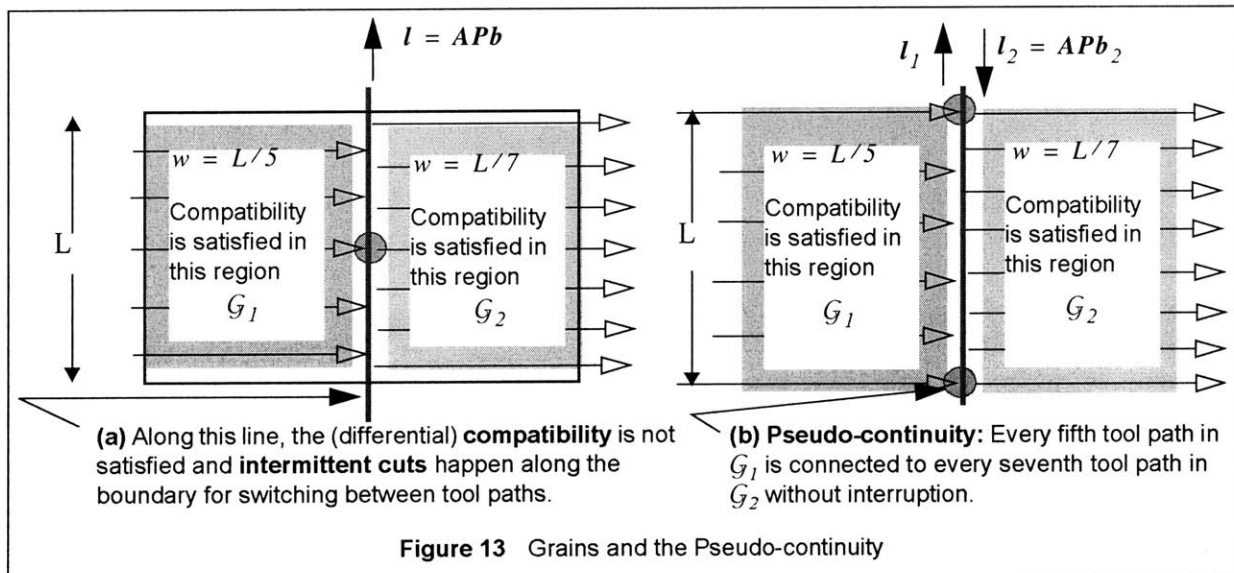 l = APb
L
w = L/5
Compatibility
is satisfied in
this region
G1
w = L/7
Compatibility
is satisfied in
this region
G2
(a) Along this line, the (differential) compatibility is not
satisfied and intermittent cuts happen along the
boundary for switching between tool paths.
l1
l2 = APb2
L
w = L/5
Compatibility
is satisfied in
this region
G1
w = L/7
Compatibility
is satisfied in
this region
G2
(b) Pseudo-continuity: Every fifth tool path in
G1 is connected to every seventh tool path in
G2 without interruption.
Figure 13 Grains and the Pseudo-continuity